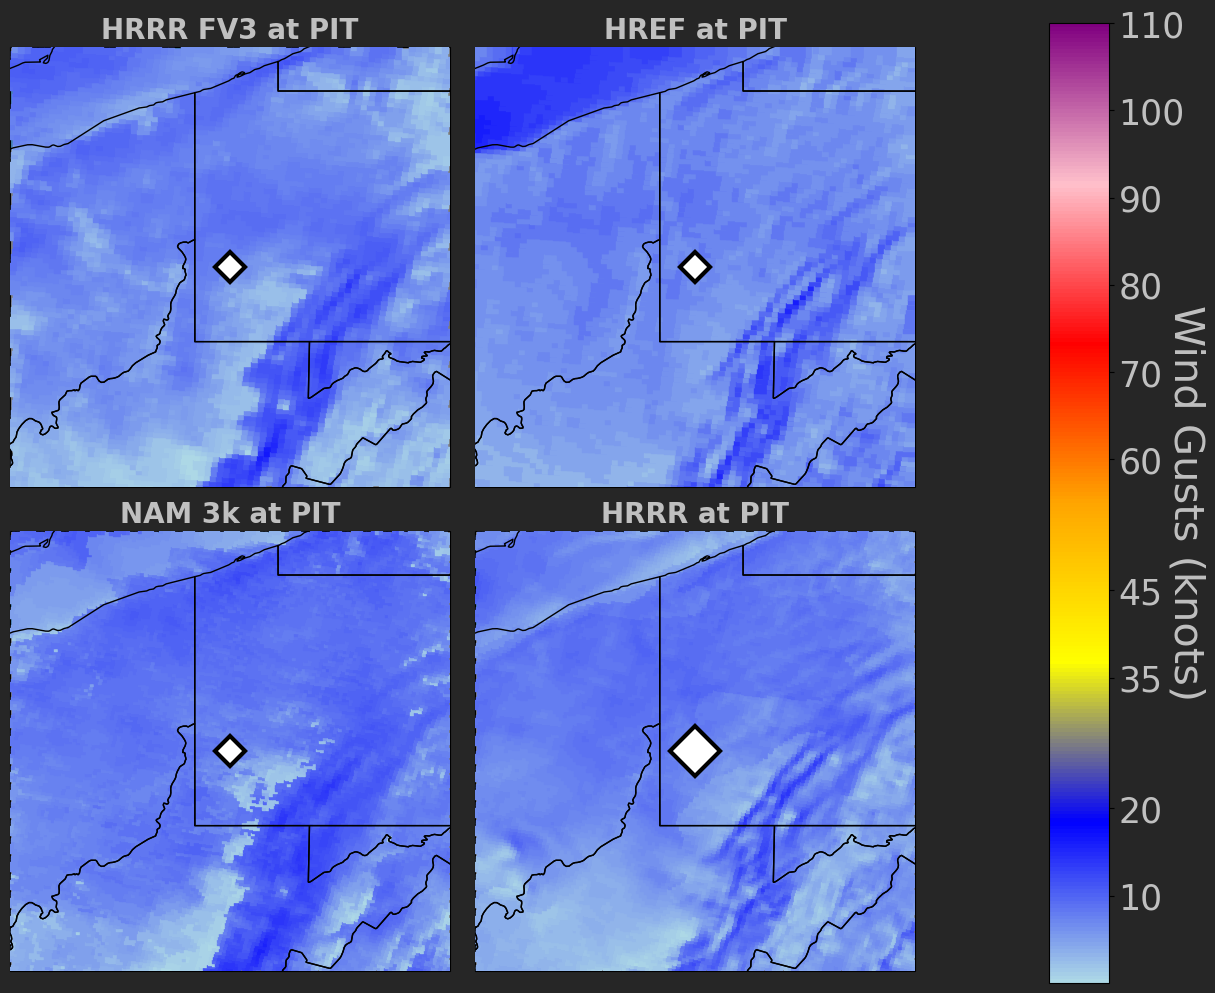 HRRR FV3 at PIT
HREF at PIT
NAM 3k at PIT
HRRR at PIT
110
100
90
80
70
60
45
35
20
10
Wind Gusts (knots)